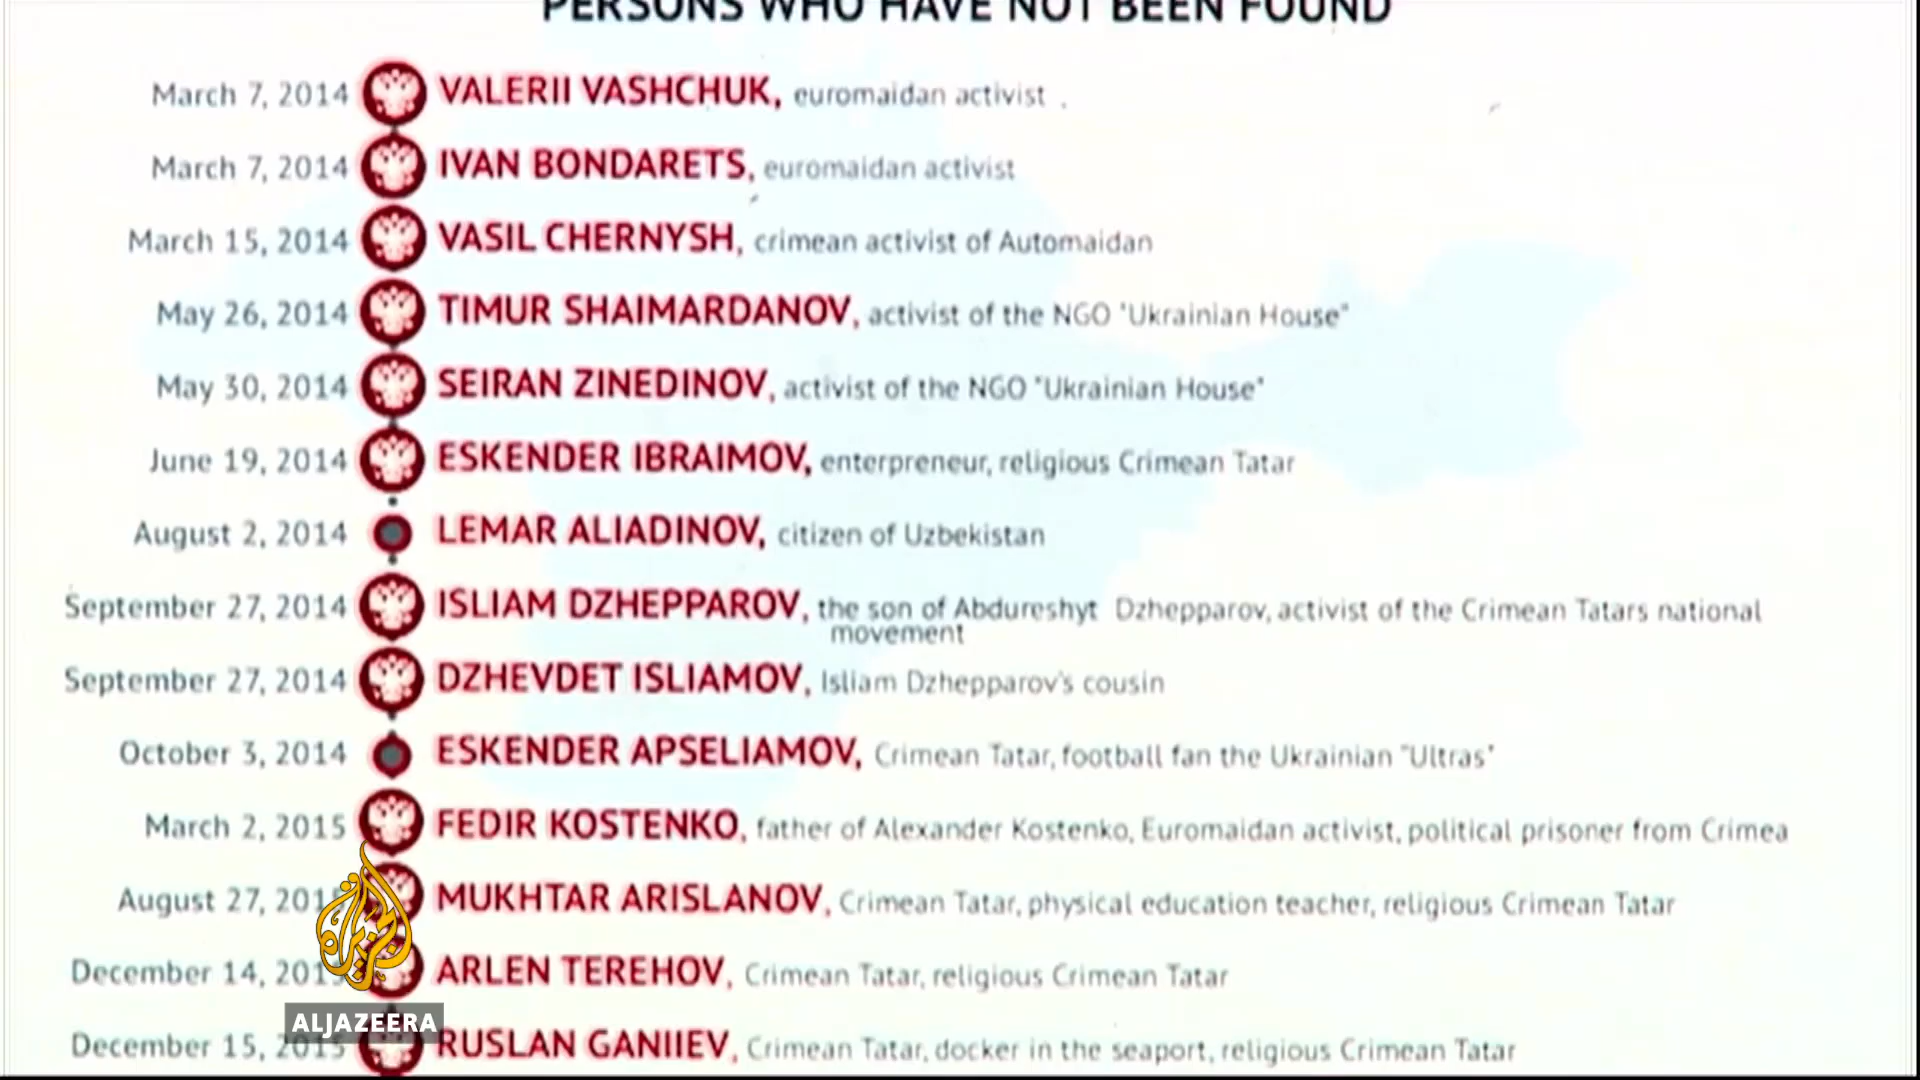 PERSONS WHO HAVE NOT BEEN FOUND
March 7, 2014 VALERII VASHCHUK, euromaidan activist
March 7, 2014 IVAN BONDARETS, euromaidan activist
March 15, 2014 VASIL CHERNYSH, crimean activist of Automaidan
May 26, 2014 TIMUR SHAIMARDANOV, activist of the NGO "Ukrainian House"
May 30, 2014 SEIRAN ZINEDINOV, activist of the NGO "Ukrainian House"
June 19, 2014 ESKENDER IBRAIMOV, enterpreneur, religious Crimean Tatar
August 2, 2014 LEMAR ALIADINOV, citizen of Uzbekistan
September 27, 2014 ISLIAM DZHEPPAROV, the son of Abdureshyt Dzhepparov, activist of the Crimean Tatars national
movement
September 27, 2014 DZHEVDET ISLIAMOV, Isliam Dzhepparov's cousin
October 3, 2014 ESKENDER APSELIAMOV, Crimean Tatar, football fan the Ukrainian "Ultras"
March 2, 2015 FEDIR KOSTENKO, father of Alexander Kostenko, Euromaidan activist, political prisoner from Crimea
August 27, 2015 MUKHTAR ARISLANOV, Crimean Tatar, physical education teacher, religious Crimean Tatar
December 14, 2015 ARLEN TEREHOV, Crimean Tatar, religious Crimean Tatar
ALJAZEERA
December 15, 2015 RUSLAN GANIIEV, Crimean Tatar, docker in the seaport, religious Crimean Tatar